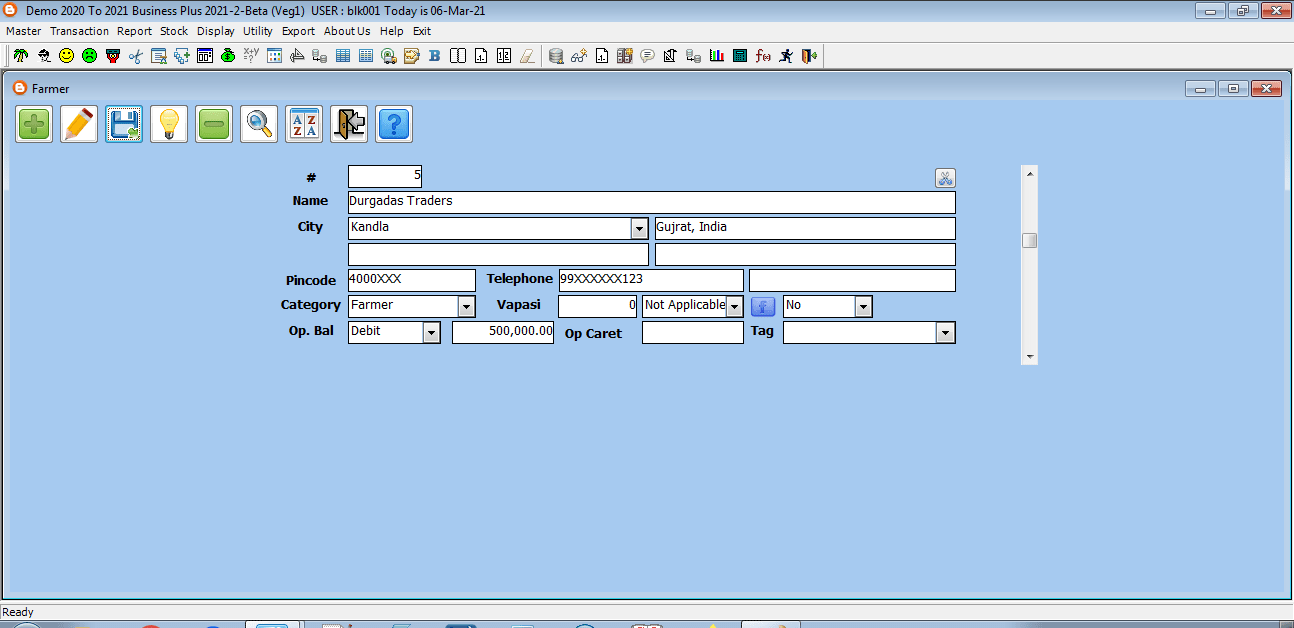 Demo 2020 To 2021 Business Plus 2021-2-Beta (Veg1) USER : blk001 Today is 06-Mar-21
Master Transaction Report Stock Display Utility Export About Us Help Exit
Farmer
# 5
Name Durgadas Traders
City Kandla Gujrat, India
Pincode 4000XXX Telephone 99XXXXXX123
Category Farmer Vapasi 0 Not Applicable f No
Op. Bal Debit 500,000.00 Op Caret Tag
Ready